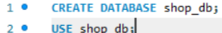 1 CREATE DATABASE shop_db;
2 USE shop_db;